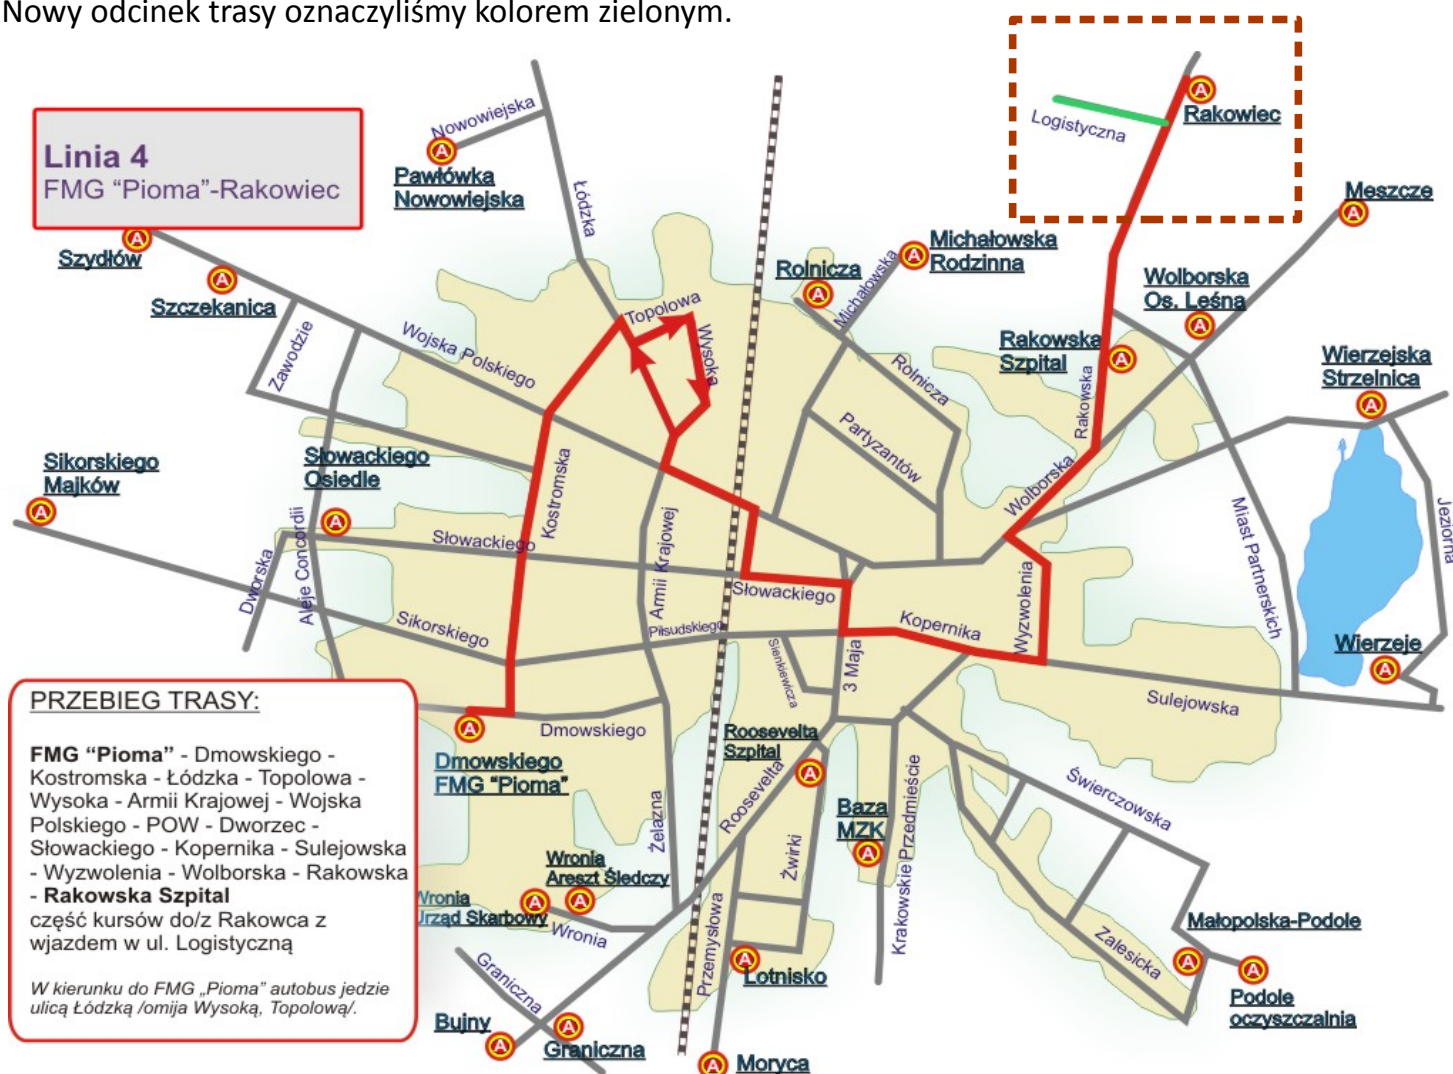 Nowy odcinek trasy oznaczyliśmy kolorem zielonym.
Linia 4
FMG “Pioma”-Rakowiec
Nowowiejska
Pawłówka
Nowowiejska
Łódzka
Logistyczna
A
Rakowiec
Meszcze
Szydłów
Szczekanica
Zawodzie
Wojska Polskiego
Topolowa
Wysoka
Rolnicza
Michałowska
Michałowska
Rodzinna
Rolnicza
Partyzantów
Wolborska
Os. Leśna
Rakowska
Szpital
Rakowska
Wolborska
Wierzejska
Strzelnica
Jeziorna
Miast Partnerskich
Wierzeje
Sikorskiego
Majków
Słowackiego
Osiedle
Dworska
Aleje Concordii
Słowackiego
Kostromska
Armii Krajowej
Sikorskiego
Piłsudskiego
Słowackiego
Kopernika
Wyzwolenia
Sienkiewicza
3 Maja
Sulejowska
PRZEBIEG TRASY:
FMG “Pioma” - Dmowskiego -
Kostromska - Łódzka - Topolowa -
Wysoka - Armii Krajowej - Wojska
Polskiego - POW - Dworzec -
Słowackiego - Kopernika - Sulejowska
- Wyzwolenia - Wolborska - Rakowska
- Rakowska Szpital
część kursów do/z Rakowca z
wjazdem w ul. Logistyczną
W kierunku do FMG „Pioma” autobus jedzie
ulicą Łódzką /omija Wysoką, Topolową/.
Dmowskiego
Dmowskiego
FMG “Pioma”
Żelazna
Roosevelta
Szpital
Roosevelta
Żwirki
Baza
MZK
Krakowskie Przedmieście
Świerczowska
Wronia
Areszt Śledczy
Wronia
Urząd Skarbowy
Wronia
Przemysłowa
Lotnisko
Zalesicka
Małopolska-Podole
Podole
oczyszczalnia
Graniczna
Bujny
Graniczna
Moryca